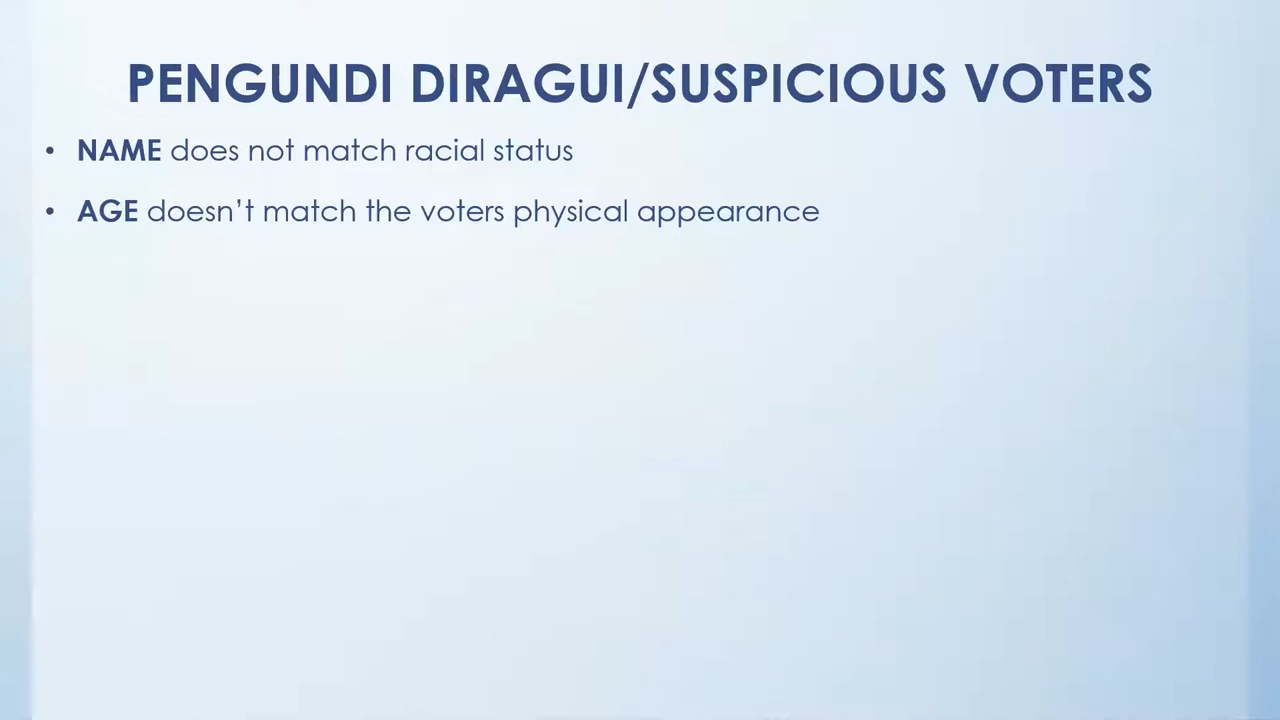 PENGUNDI DIRAGUI/SUSPICIOUS VOTERS
• NAME does not match racial status
• AGE doesn’t match the voters physical appearance